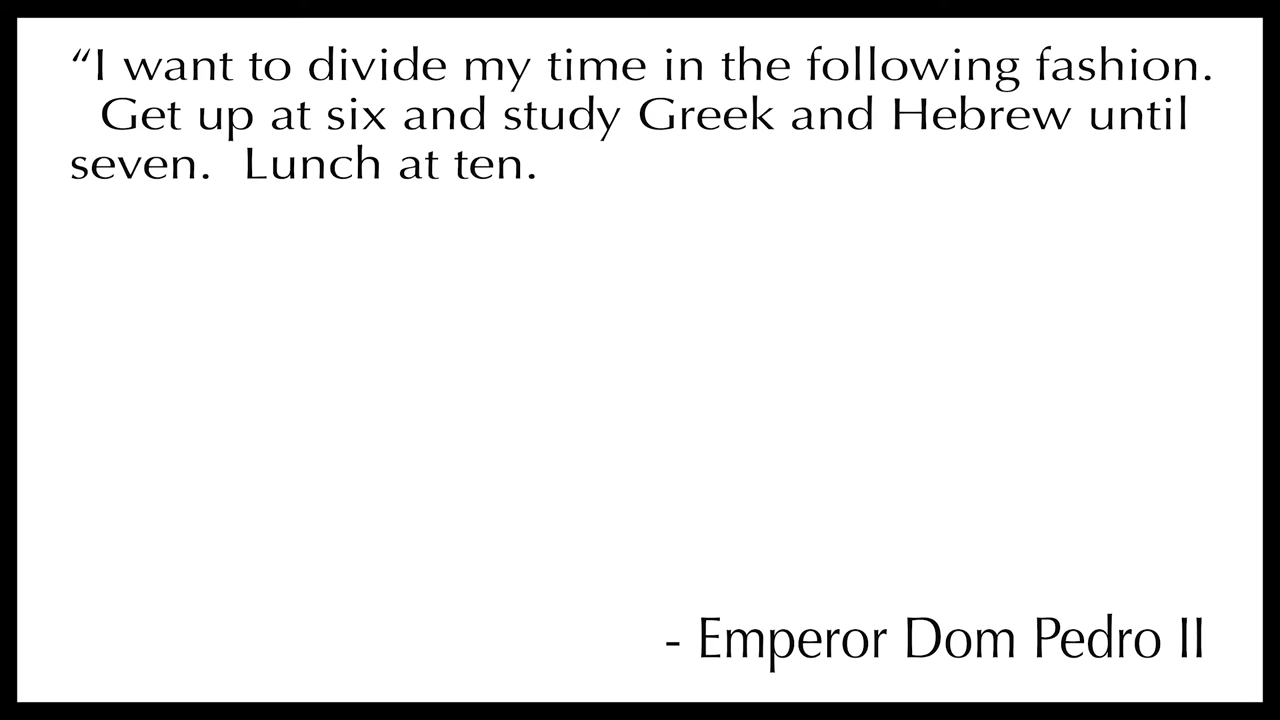 “I want to divide my time in the following fashion.
Get up at six and study Greek and Hebrew until
seven.  Lunch at ten.
- Emperor Dom Pedro II